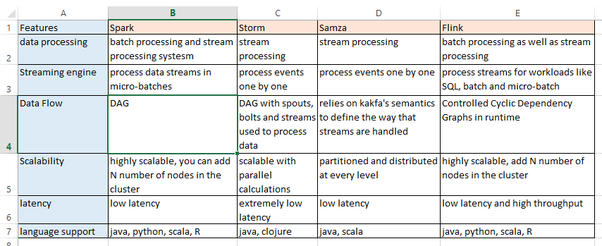 A B C D E
1 Features Spark Storm Samza Flink
2 data processing batch processing and stream processing systesm stream processing stream processing batch processing as well as stream processing
3 Streaming engine process data streams in micro-batches process events one by one process events one by one process streams for workloads like SQL, batch and micro-batch
4 Data Flow DAG DAG with spouts, bolts and streams used to process data relies on kakfa's semantics to define the way that streams are handled Controlled Cyclic Dependency Graphs in runtime
5 Scalability highly scalable, you can add N number of nodes in the cluster scalable with parallel calculations partitioned and distributed at every level highly scalable, add N number of nodes in the cluster
6 latency low latency extremely low latency low latency low latency and high throughput
7 language support java, python, scala, R java, clojure java, scala java, python, scala, R